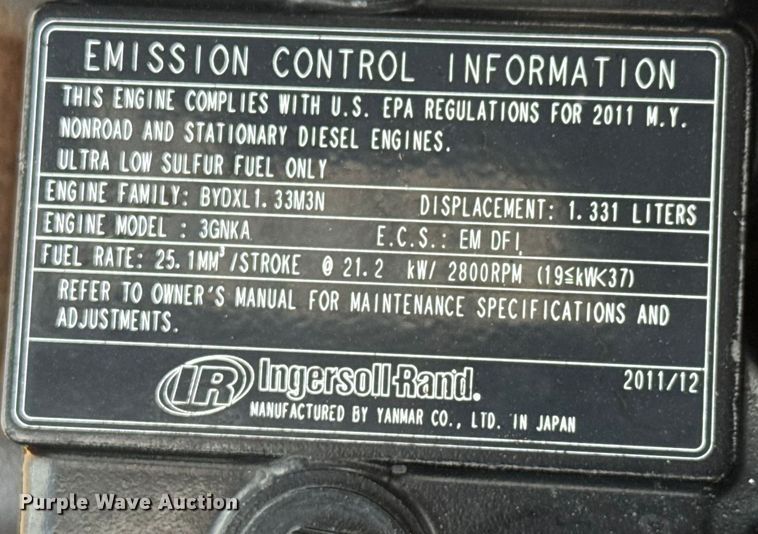 EMISSION CONTROL INFORMATION
THIS ENGINE COMPLIES WITH U.S. EPA REGULATIONS FOR 2011 M.Y.
NONROAD AND STATIONARY DIESEL ENGINES.
ULTRA LOW SULFUR FUEL ONLY
ENGINE FAMILY: BYDXL1.33M3N DISPLACEMENT: 1.331 LITERS
ENGINE MODEL : 3GNKA E.C.S.: EM DFI
FUEL RATE: 25.1MM³/STROKE @ 21.2 kW/ 2800RPM (19≦kW<37)
REFER TO OWNER'S MANUAL FOR MAINTENANCE SPECIFICATIONS AND
ADJUSTMENTS.
IR Ingersoll-Rand. 2011/12
MANUFACTURED BY YANMAR CO., LTD. IN JAPAN
Purple Wave Auction